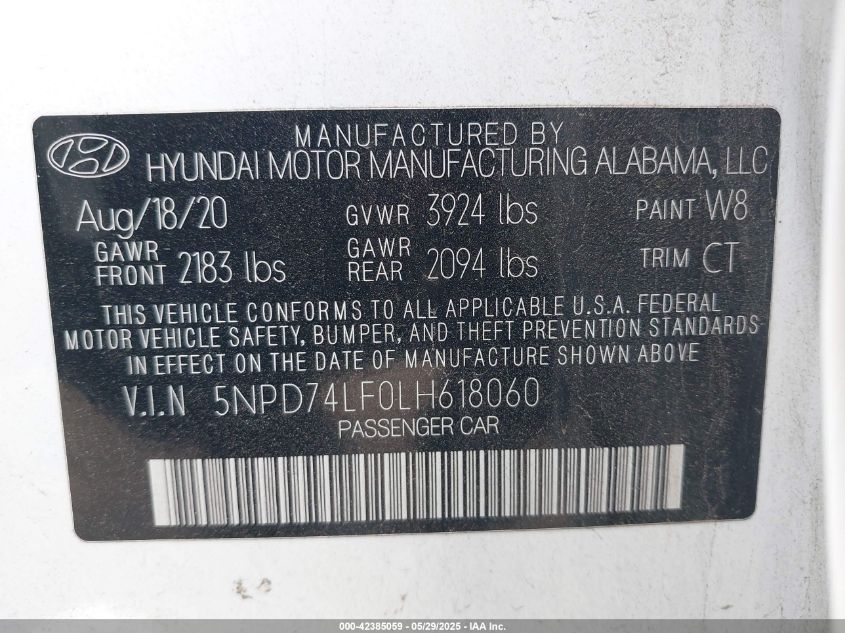 MANUFACTURED BY
HYUNDAI MOTOR MANUFACTURING ALABAMA, LLC
Aug/18/20 GVWR 3924 lbs PAINT W8
GAWR FRONT 2183 lbs GAWR REAR 2094 lbs TRIM CT
THIS VEHICLE CONFORMS TO ALL APPLICABLE U.S.A. FEDERAL
MOTOR VEHICLE SAFETY, BUMPER, AND THEFT PREVENTION STANDARDS
IN EFFECT ON THE DATE OF MANUFACTURE SHOWN ABOVE
V.I.N 5NPD74LF0LH618060
PASSENGER CAR
000-42385059 - 05/29/2025 - IAA Inc.